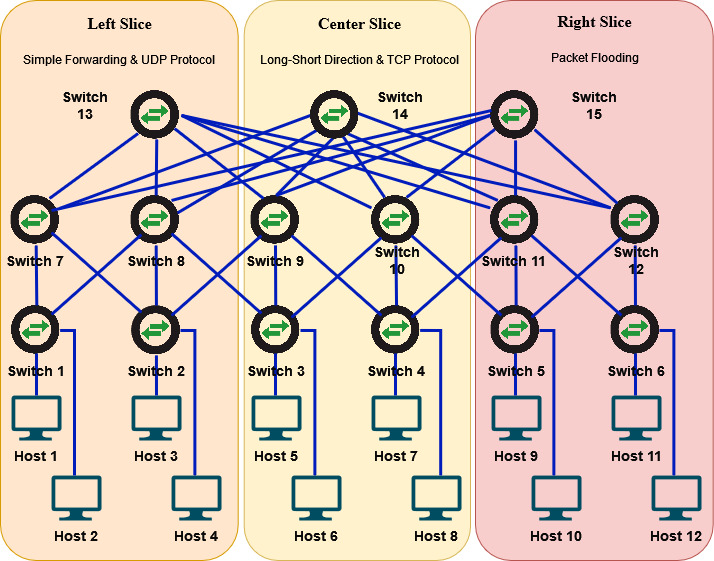 Left Slice
Center Slice
Right Slice
Simple Forwarding & UDP Protocol
Long-Short Direction & TCP Protocol
Packet Flooding
Switch
13
Switch
14
Switch
15
Switch 7
Switch 8
Switch 9
Switch
10
Switch 11
Switch
12
Switch 1
Switch 2
Switch 3
Switch 4
Switch 5
Switch 6
Host 1
Host 3
Host 5
Host 7
Host 9
Host 11
Host 2
Host 4
Host 6
Host 8
Host 10
Host 12